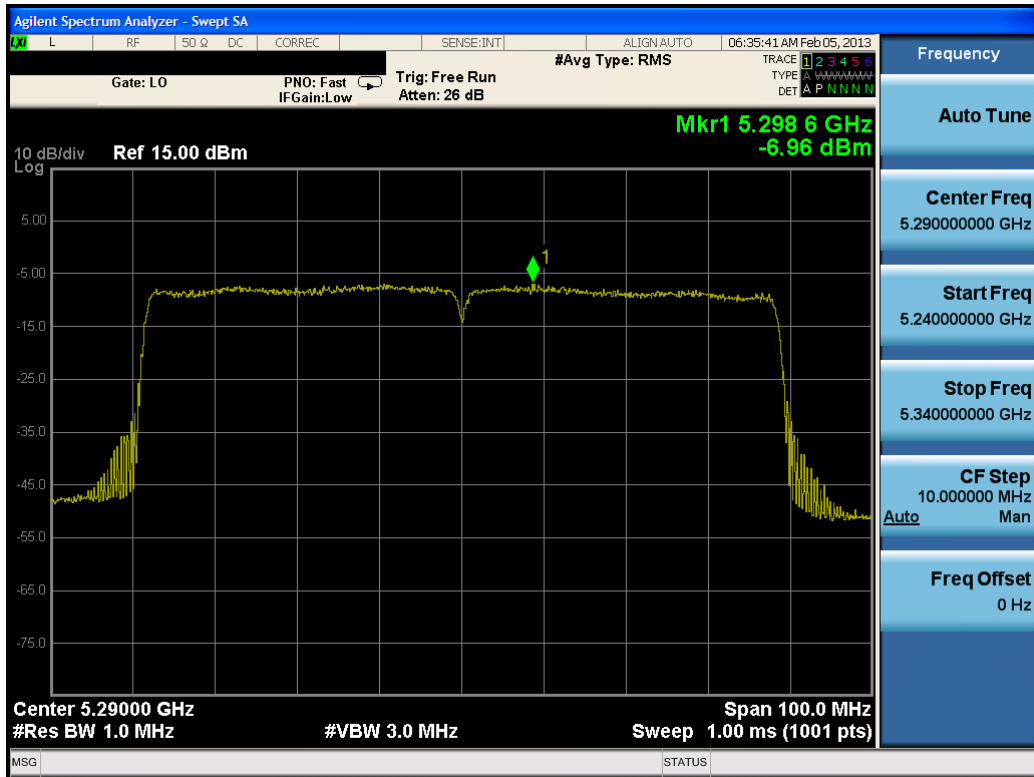 Agilent Spectrum Analyzer - Swept SA
LXI L RF 50 Ω DC CORREC SENSE:INT ALIGN AUTO 06:35:41 AM Feb 05, 2013
Frequency
#Avg Type: RMS
TRACE 1 2 3 4 5 6
Gate: LO
PNO: Fast
Trig: Free Run
TYPE A
IFGain:Low
Atten: 26 dB
DET A P N N N N
Auto Tune
Mkr1 5.298 6 GHz
10 dB/div Ref 15.00 dBm
-6.96 dBm
Log
Center Freq
5.290000000 GHz
5.00
1
-5.00
Start Freq
5.240000000 GHz
-15.0
-25.0
Stop Freq
5.340000000 GHz
-35.0
-45.0
CF Step
10.000000 MHz
Auto Man
-55.0
Freq Offset
0 Hz
-65.0
-75.0
Center 5.29000 GHz
Span 100.0 MHz
#Res BW 1.0 MHz
#VBW 3.0 MHz
Sweep 1.00 ms (1001 pts)
MSG
STATUS